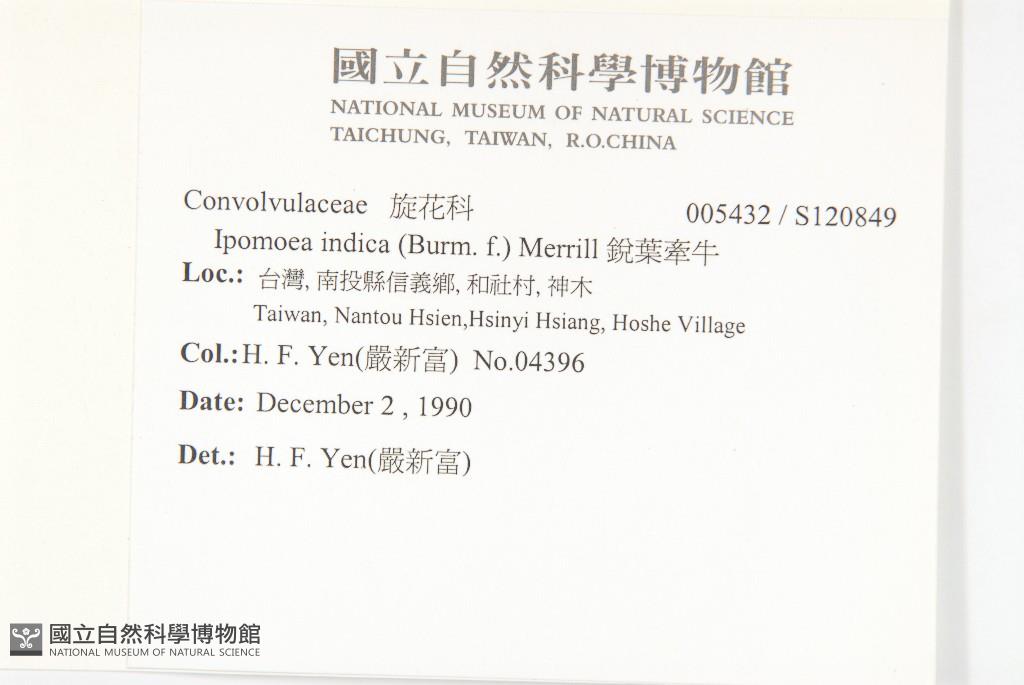 國立自然科學博物館
NATIONAL MUSEUM OF NATURAL SCIENCE
TAICHUNG, TAIWAN, R.O.CHINA
Convolvulaceae 旋花科 005432 / S120849
Ipomoea indica (Burm. f.) Merrill 銳葉牽牛
Loc.: 台灣, 南投縣信義鄉, 和社村, 神木
Taiwan, Nantou Hsien,Hsinyi Hsiang, Hoshe Village
Col.:H. F. Yen(嚴新富) No.04396
Date: December 2 , 1990
Det.: H. F. Yen(嚴新富)
國立自然科學博物館
NATIONAL MUSEUM OF NATURAL SCIENCE